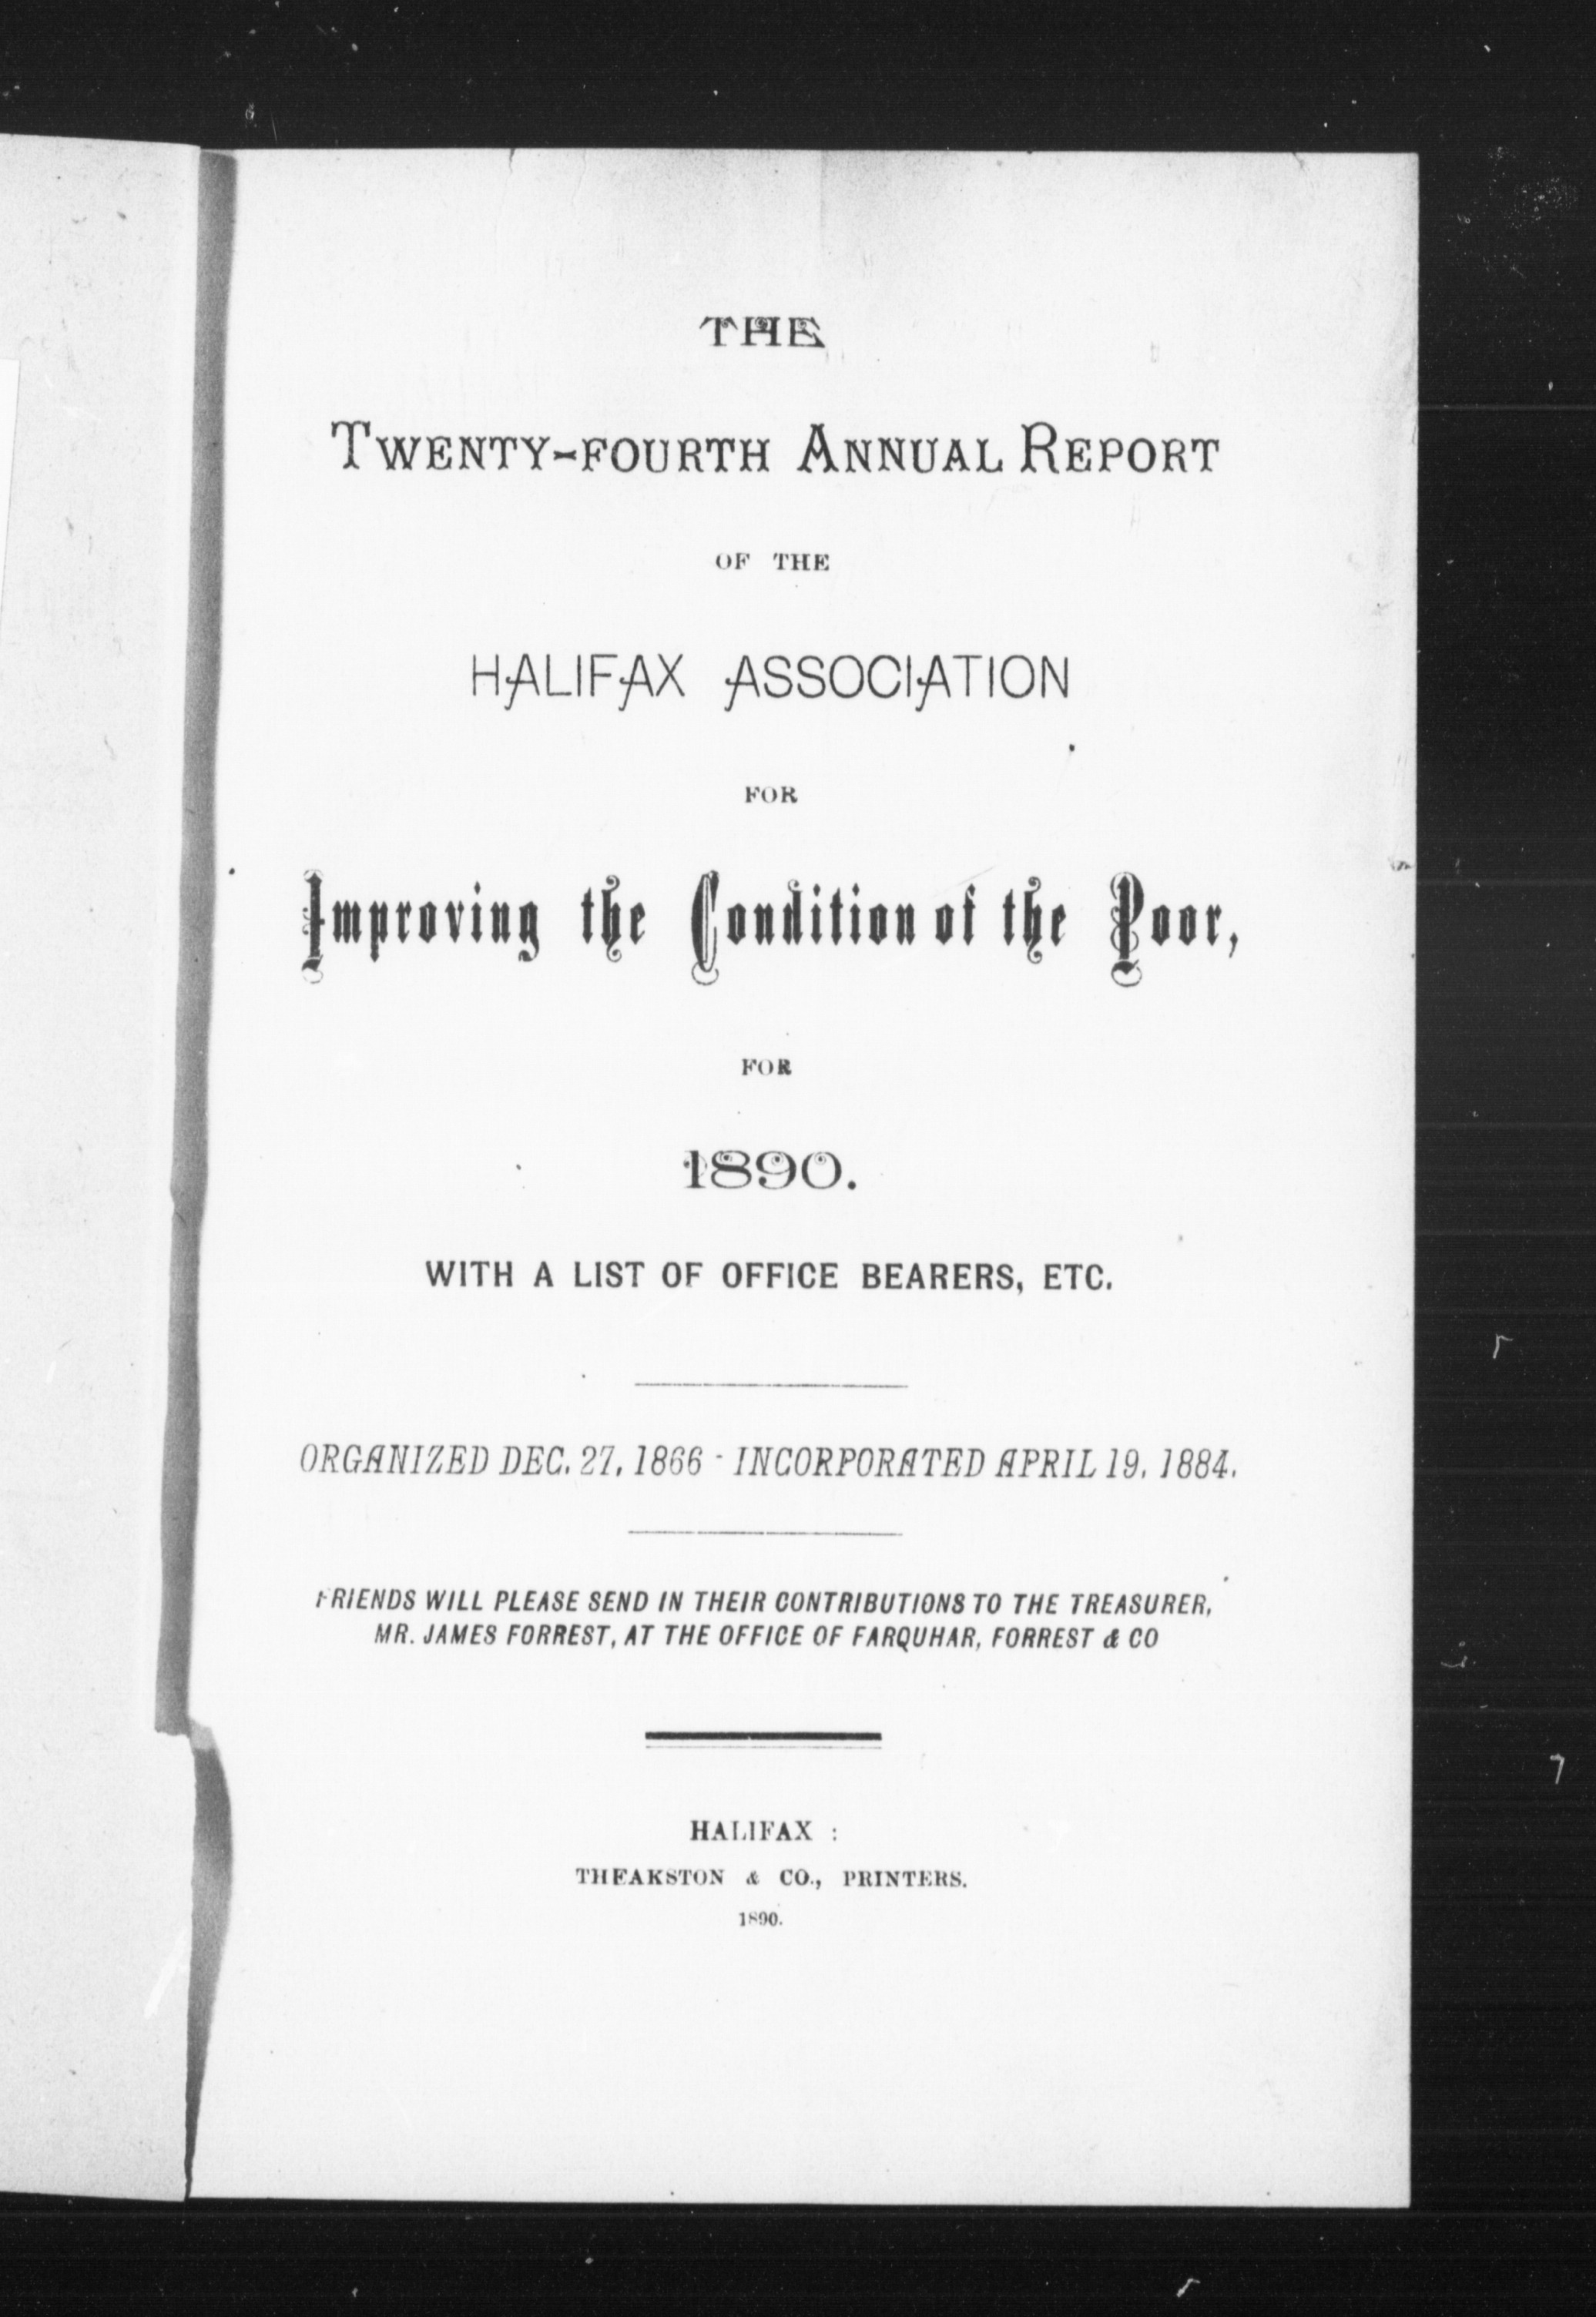 THE
TWENTY-FOURTH ANNUAL REPORT
OF THE
HALIFAX ASSOCIATION
FOR
Improving the Condition of the Poor,
FOR
1890.
WITH A LIST OF OFFICE BEARERS, ETC.
ORGANIZED DEC. 27, 1866 - INCORPORATED APRIL 19, 1884.
FRIENDS WILL PLEASE SEND IN THEIR CONTRIBUTIONS TO THE TREASURER,
MR. JAMES FORREST, AT THE OFFICE OF FARQUHAR, FORREST & CO
HALIFAX :
THEAKSTON & CO., PRINTERS.
1890.